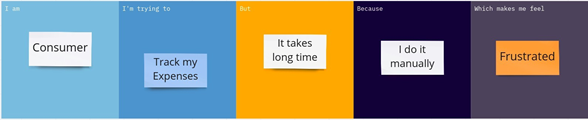 I am
Consumer
I'm trying to
Track my
Expenses
But
It takes
long time
Because
I do it
manually
Which makes me feel
Frustrated